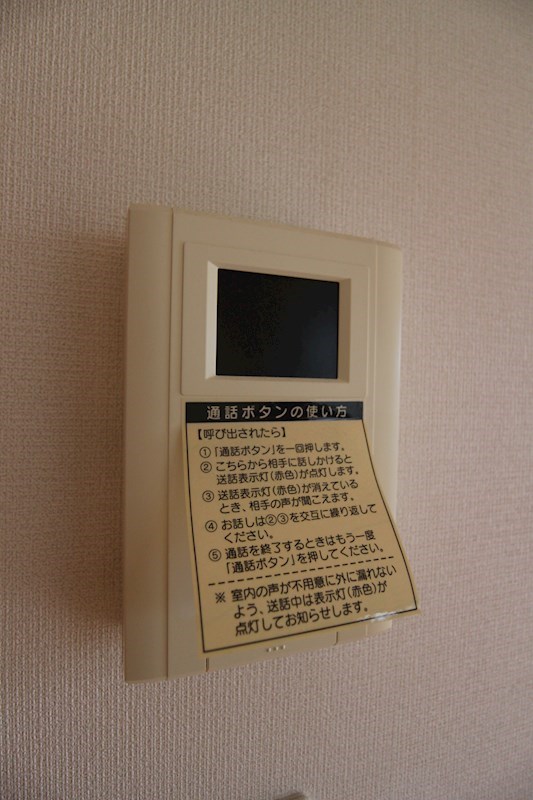 通話ボタンの使い方
【呼び出されたら】
①「通話ボタン」を一回押します。
② こちらから相手に話しかけると
送話表示灯(赤色)が点灯します。
③ 送話表示灯(赤色)が消えている
とき、相手の声が聞こえます。
④ お話しは②③を交互に繰り返して
ください。
⑤ 通話を終了するときはもう一度
「通話ボタン」を押してください。
※ 室内の声が不用意に外に漏れない
よう、送話中は表示灯(赤色)が
点灯してお知らせします。